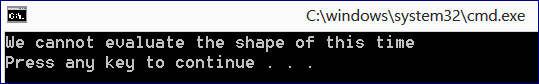 C:\windows\system32\cmd.exe
We cannot evaluate the shape of this time
Press any key to continue . . .